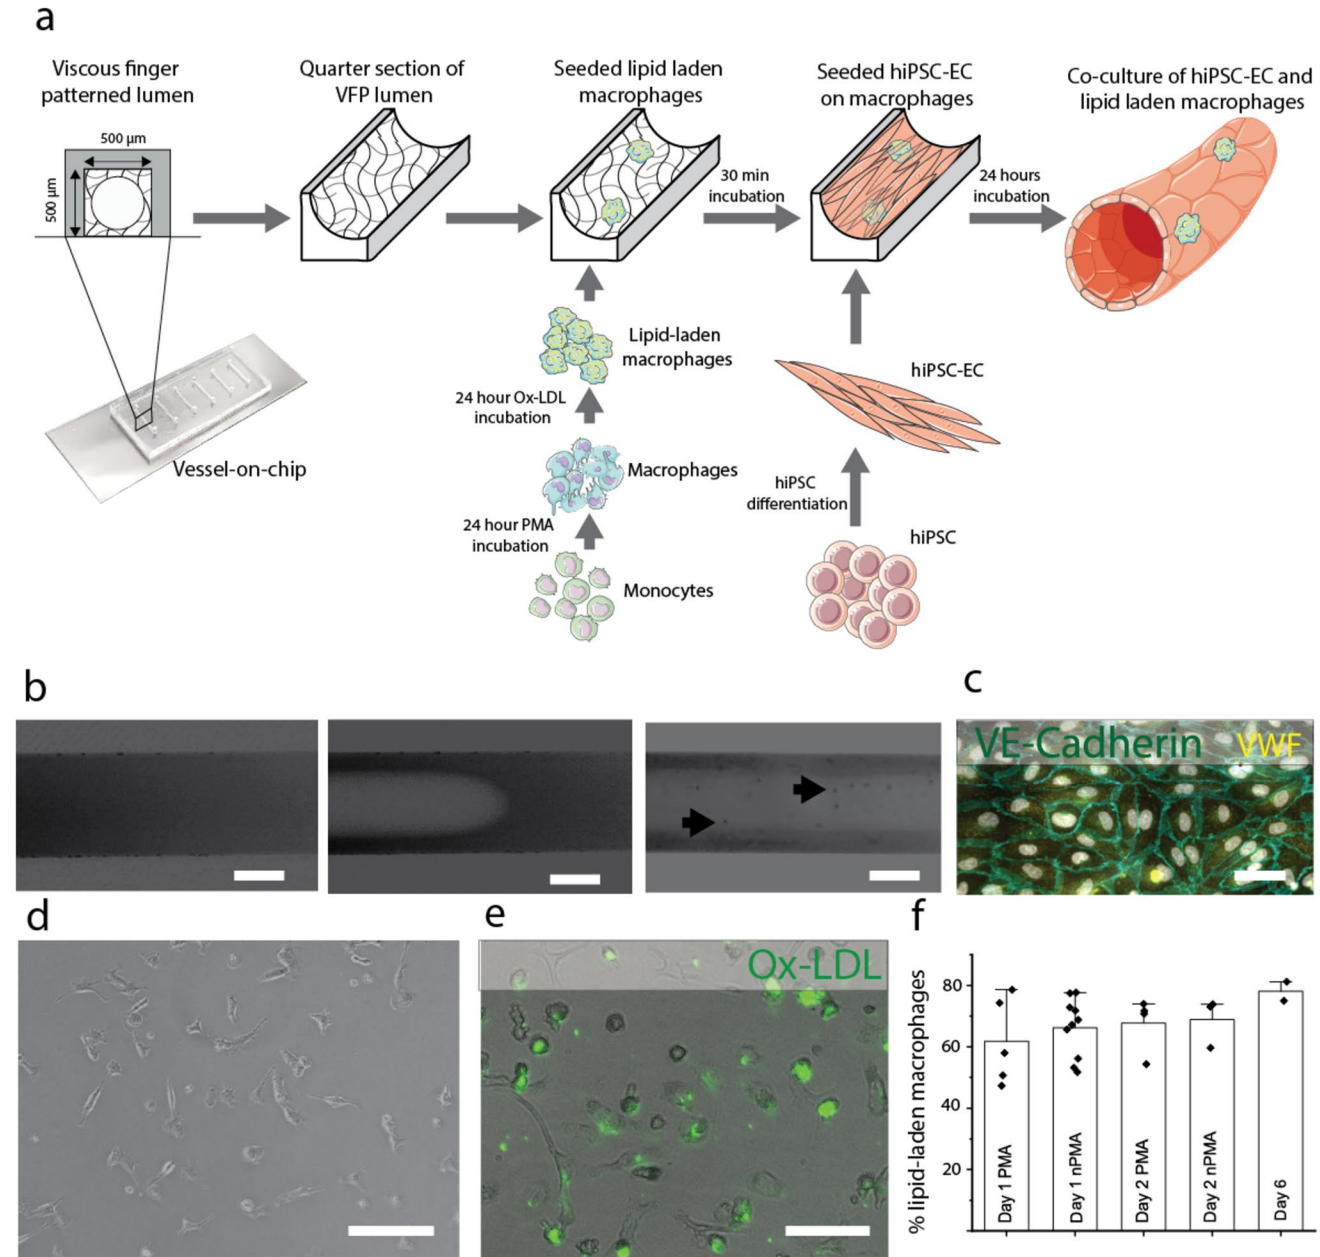 a
Viscous finger
patterned lumen
Quarter section of
VFP lumen
Seeded lipid laden
macrophages
Seeded hiPSC-EC
on macrophages
Co-culture of hiPSC-EC and
lipid laden macrophages
500 µm
500 µm
30 min
incubation
24 hours
incubation
Lipid-laden
macrophages
24 hour Ox-LDL
incubation
Macrophages
24 hour PMA
incubation
Monocytes
hiPSC-EC
hiPSC
differentiation
hiPSC
Vessel-on-chip
b
c
VE-Cadherin
VWF
d
e
Ox-LDL
f
% lipid-laden macrophages
80
60
40
20
Day 1 PMA
Day 1 nPMA
Day 2 PMA
Day 2 nPMA
Day 6